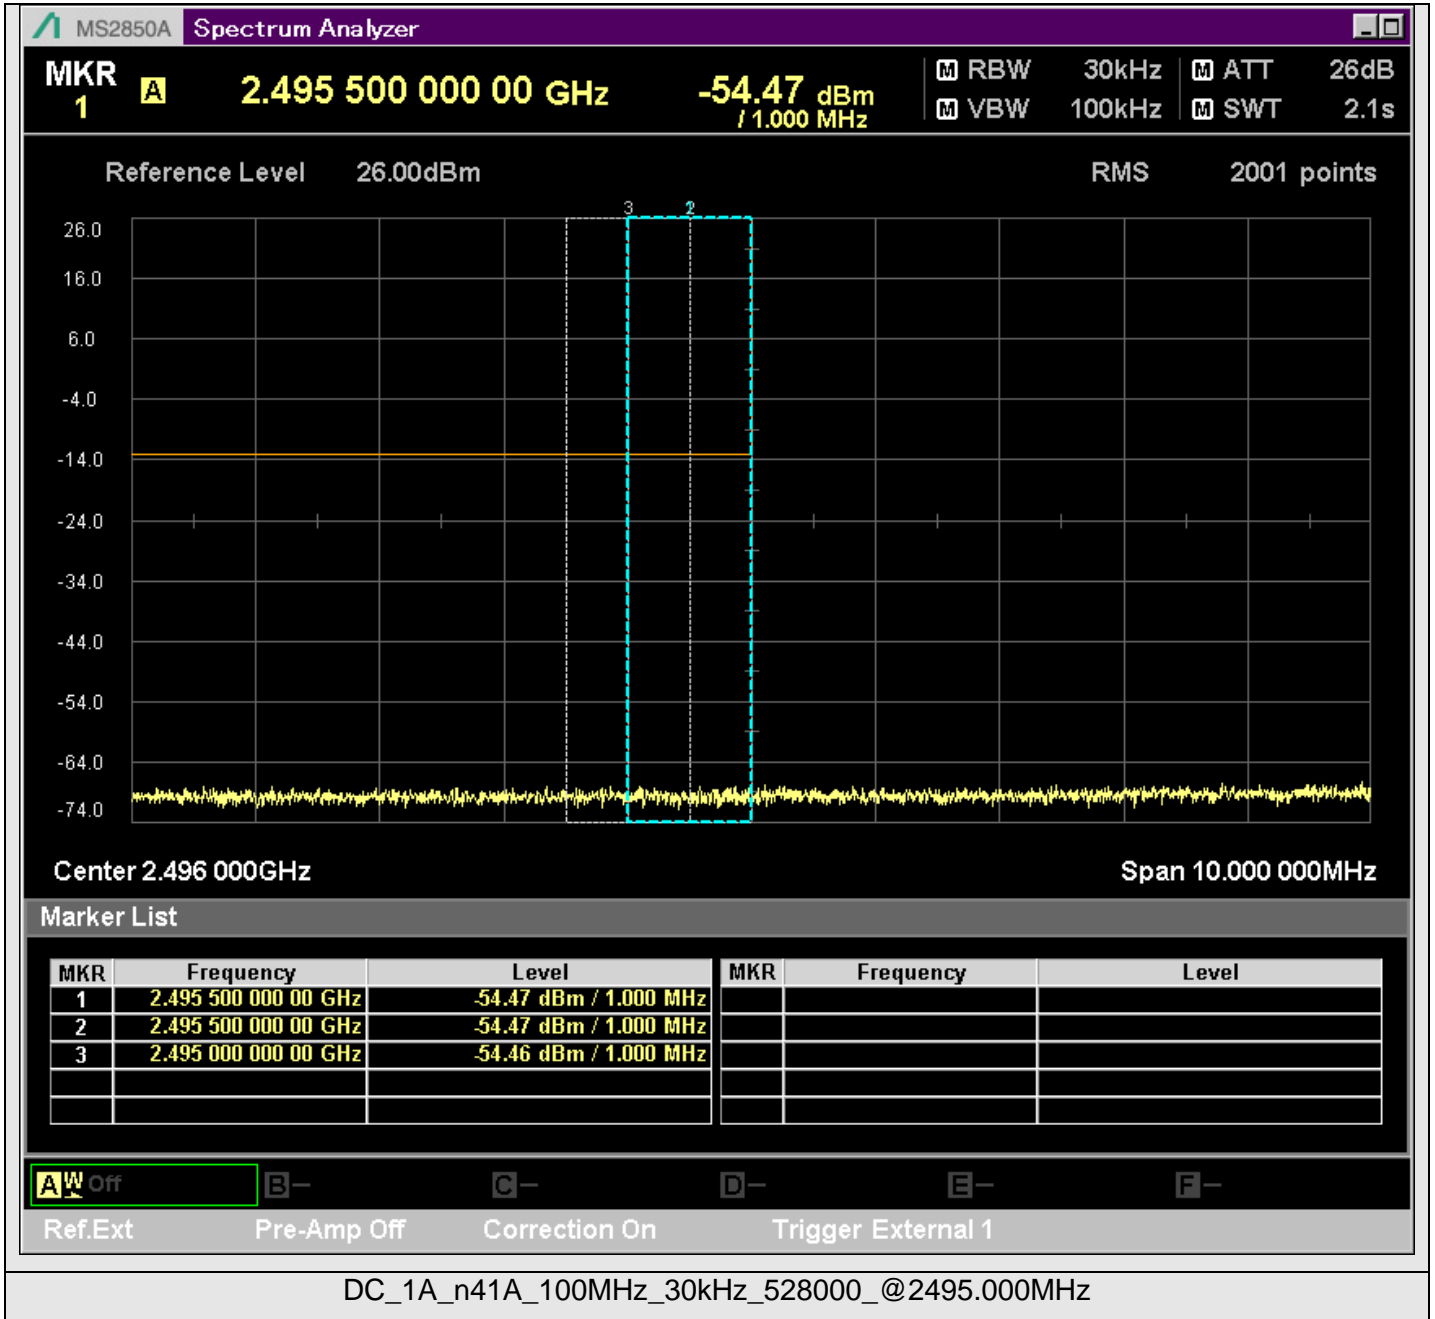 MS2850A Spectrum Analyzer
MKR 1 A 2.495 500 000 00 GHz -54.47 dBm / 1.000 MHz
M RBW 30kHz M ATT 26dB
M VBW 100kHz M SWT 2.1s
Reference Level 26.00dBm RMS 2001 points
3 2
26.0
16.0
6.0
-4.0
-14.0
-24.0
-34.0
-44.0
-54.0
-64.0
-74.0
Center 2.496 000GHz Span 10.000 000MHz
Marker List
MKR Frequency Level MKR Frequency Level
1 2.495 500 000 00 GHz -54.47 dBm / 1.000 MHz
2 2.495 500 000 00 GHz -54.47 dBm / 1.000 MHz
3 2.495 000 000 00 GHz -54.46 dBm / 1.000 MHz
A W Off B- C- D- E- F-
Ref.Ext Pre-Amp Off Correction On Trigger External 1
DC_1A_n41A_100MHz_30kHz_528000_@2495.000MHz